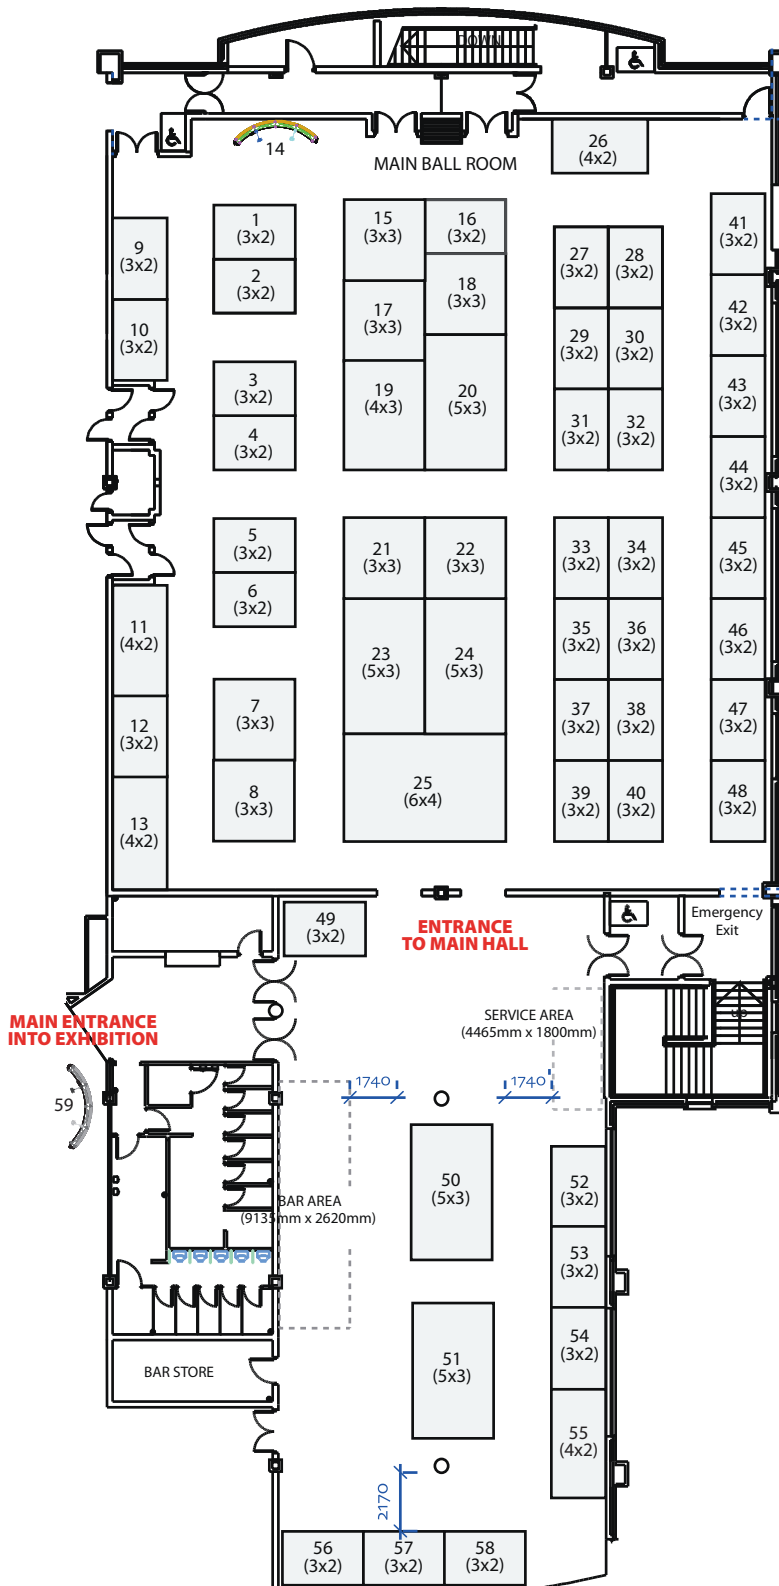 DOWN
26
(4x2)
14
MAIN BALL ROOM
1
(3x2)
2
(3x2)
9
(3x2)
10
(3x2)
3
(3x2)
4
(3x2)
5
(3x2)
6
(3x2)
11
(4x2)
12
(3x2)
13
(4x2)
7
(3x3)
8
(3x3)
15
(3x3)
16
(3x2)
17
(3x3)
18
(3x3)
19
(4x3)
20
(5x3)
21
(3x3)
22
(3x3)
23
(5x3)
24
(5x3)
25
(6x4)
27
(3x2)
28
(3x2)
29
(3x2)
30
(3x2)
31
(3x2)
32
(3x2)
33
(3x2)
34
(3x2)
35
(3x2)
36
(3x2)
37
(3x2)
38
(3x2)
39
(3x2)
40
(3x2)
41
(3x2)
42
(3x2)
43
(3x2)
44
(3x2)
45
(3x2)
46
(3x2)
47
(3x2)
48
(3x2)
49
(3x2)
ENTRANCE
TO MAIN HALL
Emergency
Exit
MAIN ENTRANCE
INTO EXHIBITION
SERVICE AREA
(4465mm x 1800mm)
up
59
1740
1740
BAR AREA
(9135mm x 2620mm)
50
(5x3)
51
(5x3)
52
(3x2)
53
(3x2)
54
(3x2)
55
(4x2)
BAR STORE
2170
56
(3x2)
57
(3x2)
58
(3x2)